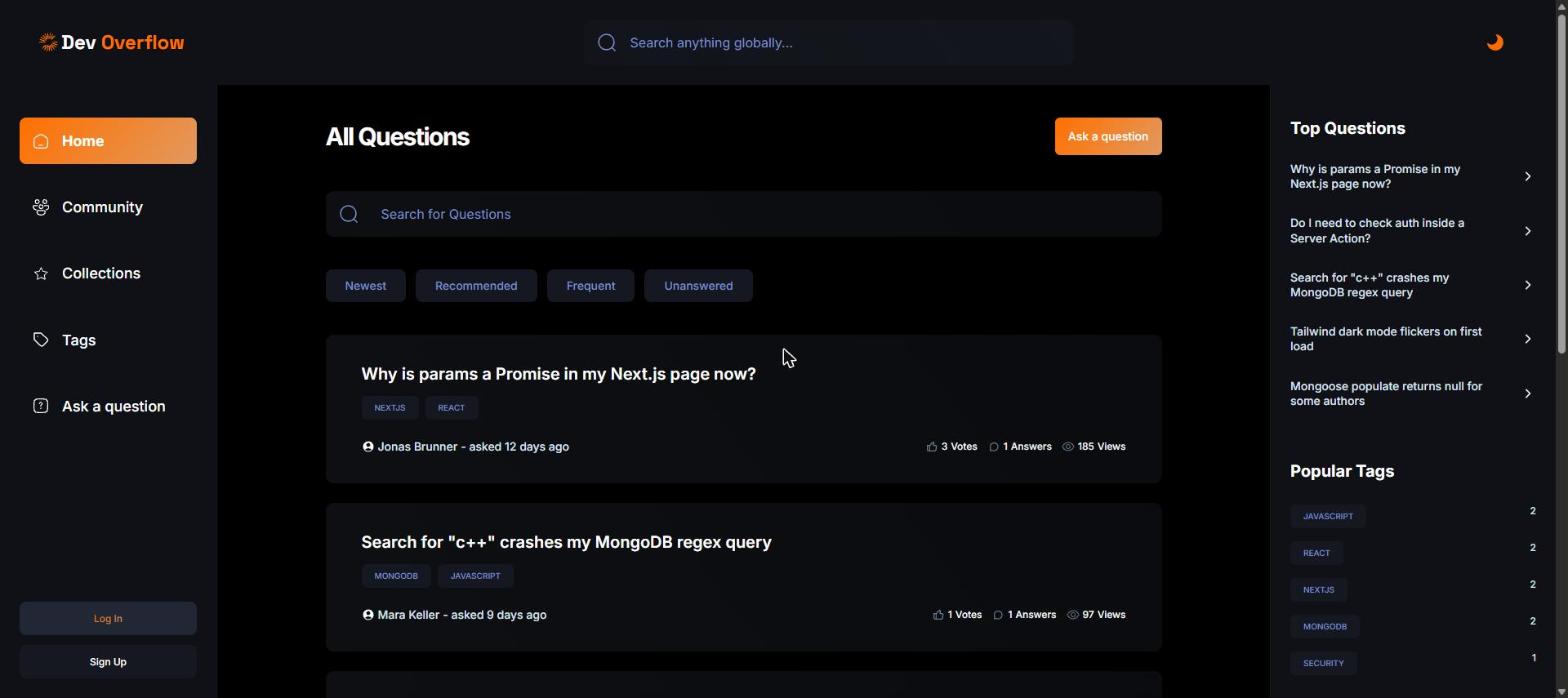 Dev Overflow
Search anything globally...
Home
Community
Collections
Tags
Ask a question
Log In
Sign Up
All Questions
Ask a question
Search for Questions
Newest
Recommended
Frequent
Unanswered
Why is params a Promise in my Next.js page now?
NEXTJS
REACT
Jonas Brunner - asked 12 days ago
3 Votes
1 Answers
185 Views
Search for "c++" crashes my MongoDB regex query
MONGODB
JAVASCRIPT
Mara Keller - asked 9 days ago
1 Votes
1 Answers
97 Views
Top Questions
Why is params a Promise in my
Next.js page now?
Do I need to check auth inside a
Server Action?
Search for "c++" crashes my
MongoDB regex query
Tailwind dark mode flickers on first
load
Mongoose populate returns null for
some authors
Popular Tags
JAVASCRIPT 2
REACT 2
NEXTJS 2
MONGODB 2
SECURITY 1